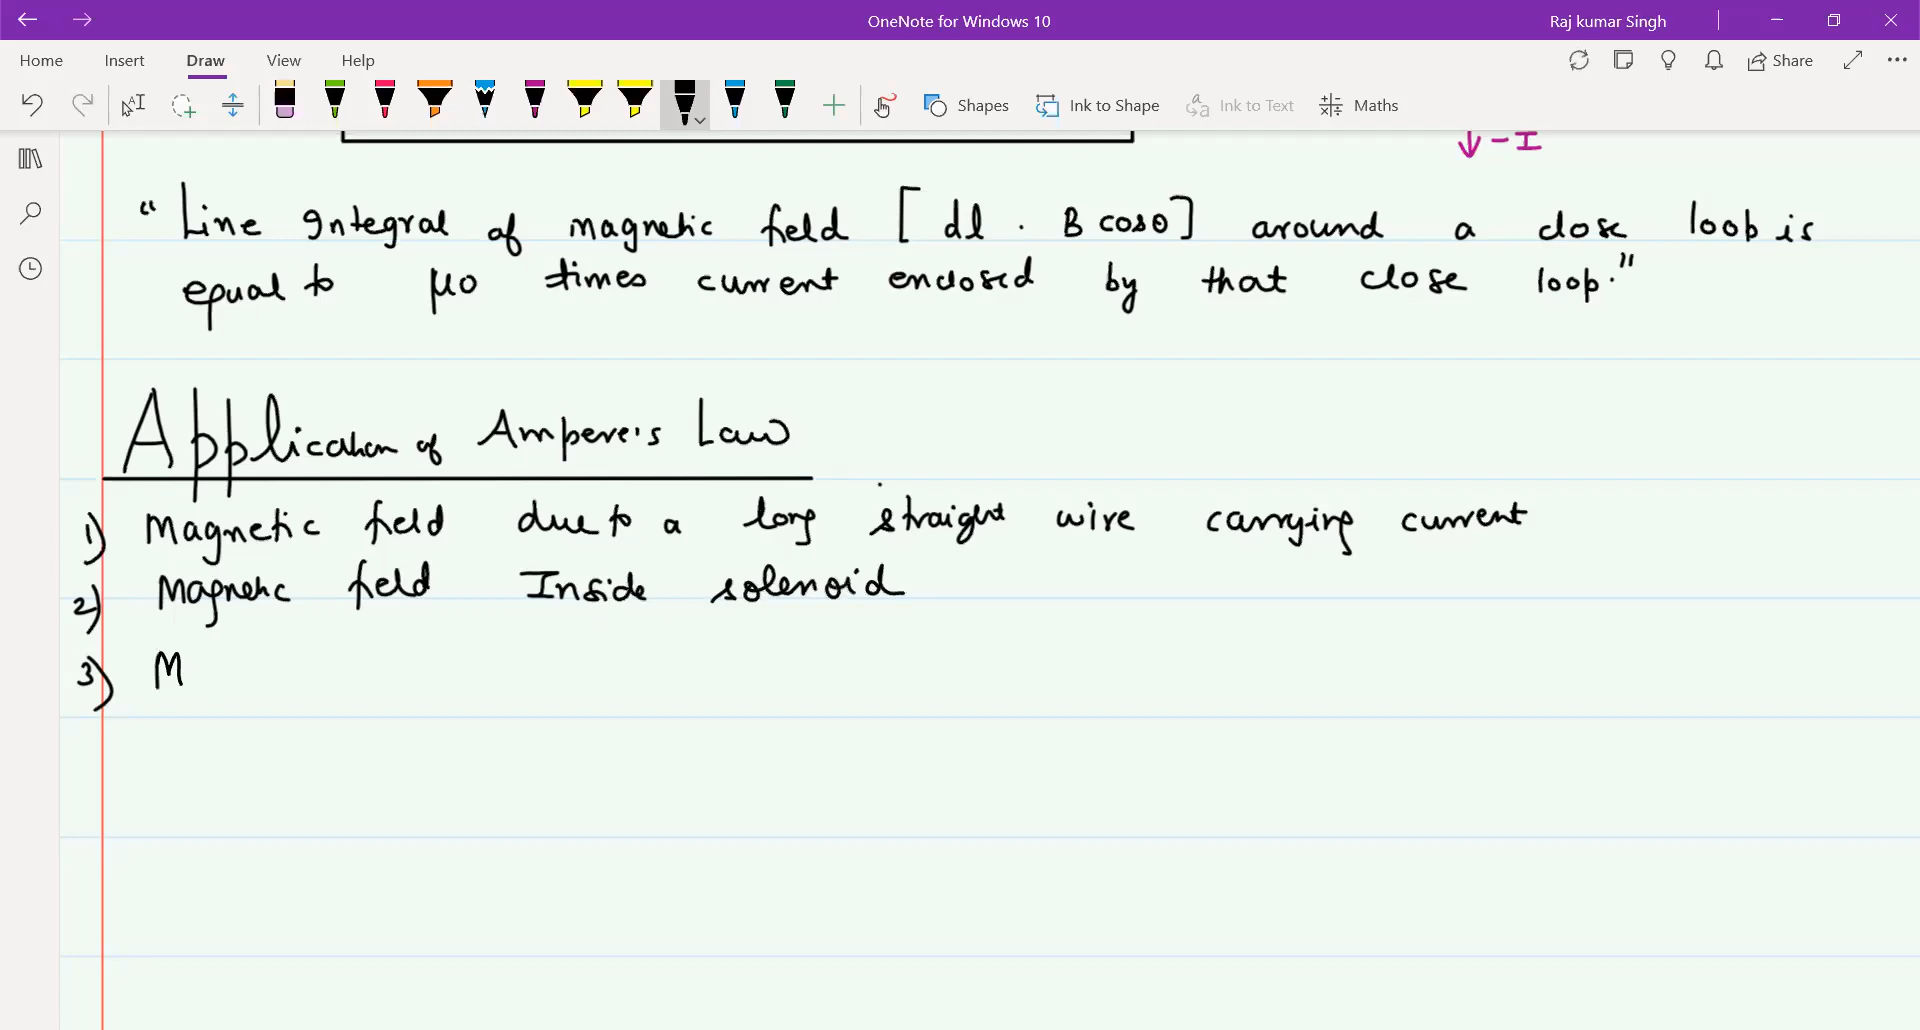 OneNote for Windows 10
Raj kumar Singh
Home Insert Draw View Help
Share
Shapes Ink to Shape Ink to Text Maths
↓ - I
“ Line Integral of magnetic field [ dl . B cosθ ] around a close loop is
equal to μ0 times current enclosed by that close loop.”
Application of Ampere's Law
1) Magnetic field due to a long straight wire carrying current
2) Magnetic field Inside solenoid
3) M